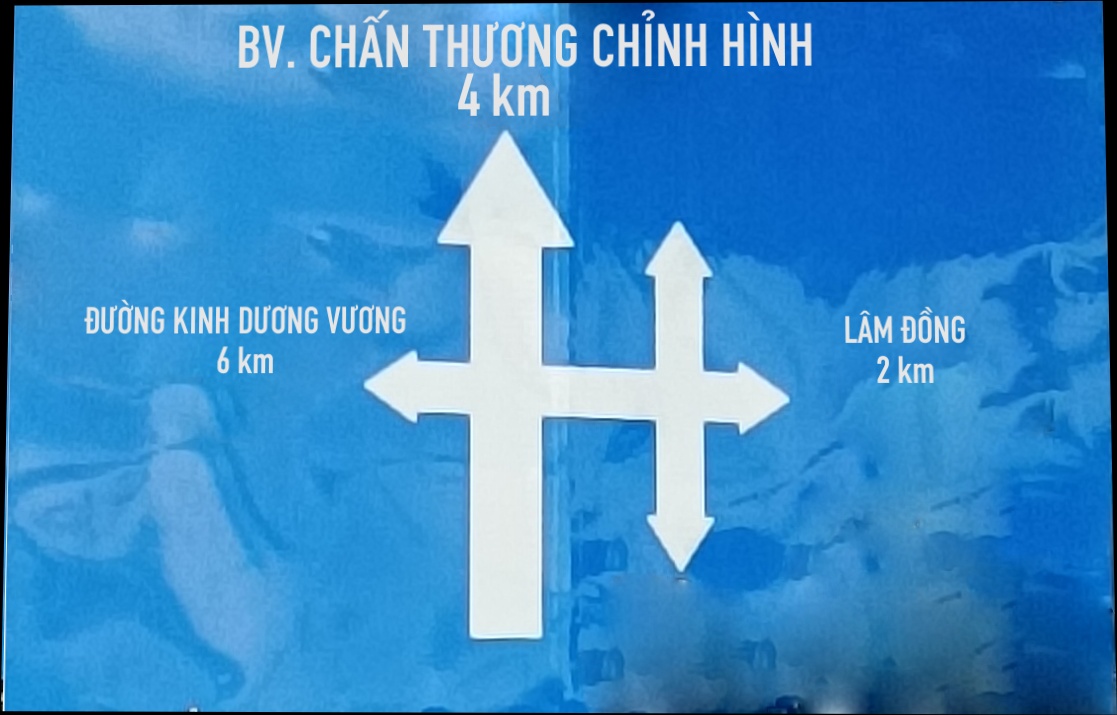 BV. CHẤN THƯƠNG CHỈNH HÌNH
4 km
ĐƯỜNG KINH DƯƠNG VƯƠNG
6 km
LÂM ĐỒNG
2 km